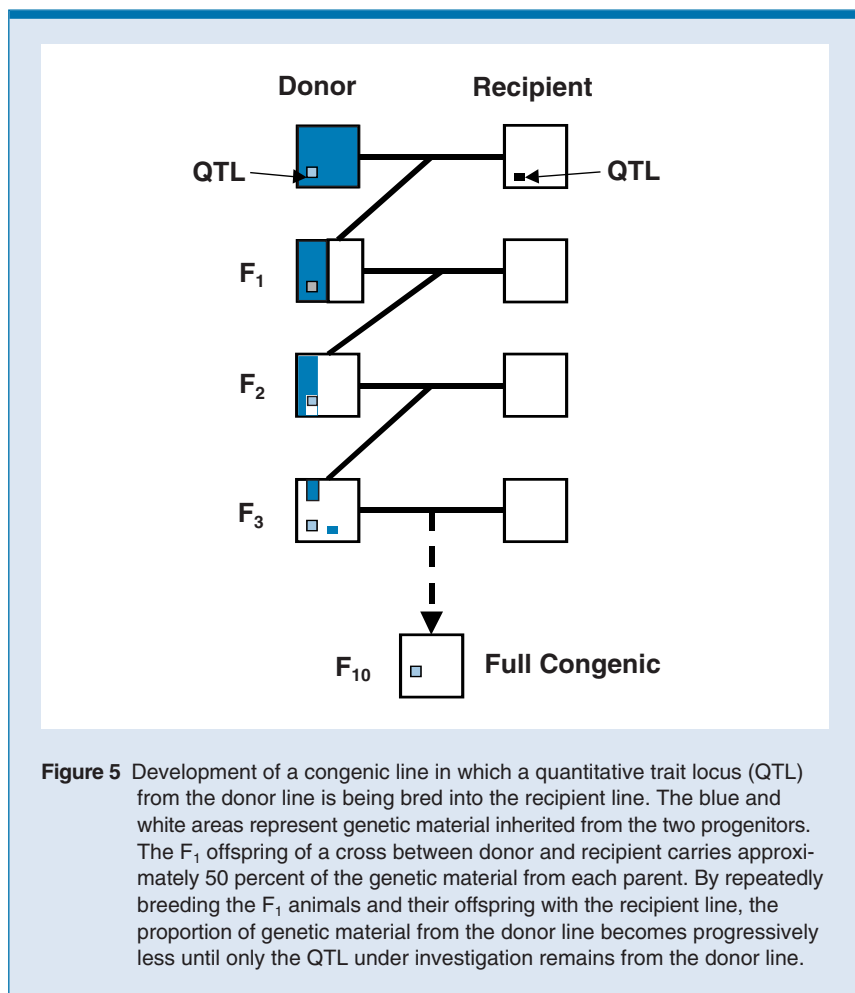 Donor Recipient
QTL QTL
F₁
F₂
F₃
F₁₀ Full Congenic
Figure 5 Development of a congenic line in which a quantitative trait locus (QTL)
from the donor line is being bred into the recipient line. The blue and
white areas represent genetic material inherited from the two progenitors.
The F₁ offspring of a cross between donor and recipient carries approxi-
mately 50 percent of the genetic material from each parent. By repeatedly
breeding the F₁ animals and their offspring with the recipient line, the
proportion of genetic material from the donor line becomes progressively
less until only the QTL under investigation remains from the donor line.